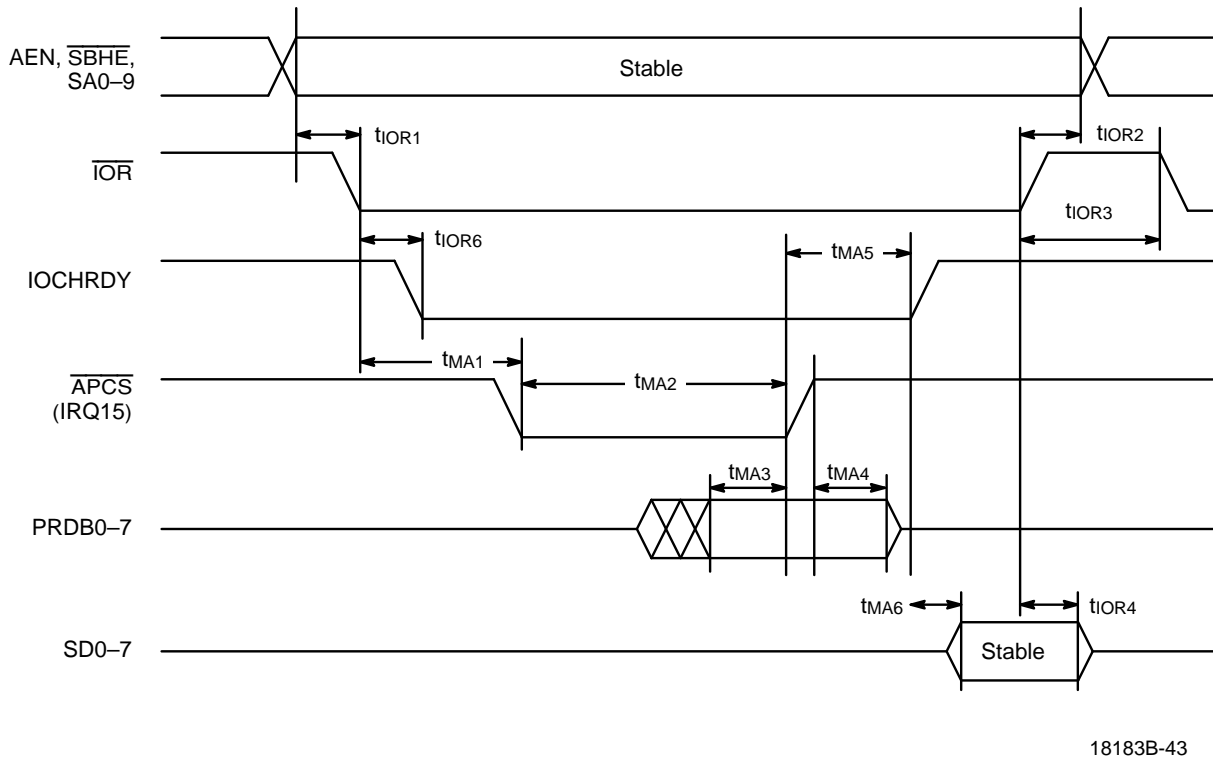 AEN, SBHE,
SA0–9
Stable
tIOR1
tIOR2
IOR
tIOR3
tIOR6
tMA5
IOCHRDY
tMA1
tMA2
APCS
(IRQ15)
tMA3
tMA4
PRDB0–7
tMA6
tIOR4
SD0–7
Stable
18183B-43